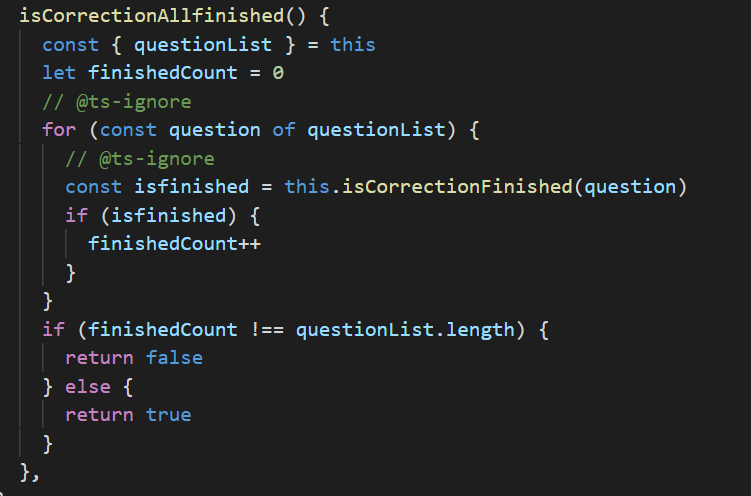 isCorrectionAllfinished() {
const { questionList } = this
let finishedCount = 0
// @ts-ignore
for (const question of questionList) {
// @ts-ignore
const isfinished = this.isCorrectionFinished(question)
if (isfinished) {
finishedCount++
}
}
if (finishedCount !== questionList.length) {
return false
} else {
return true
}
},